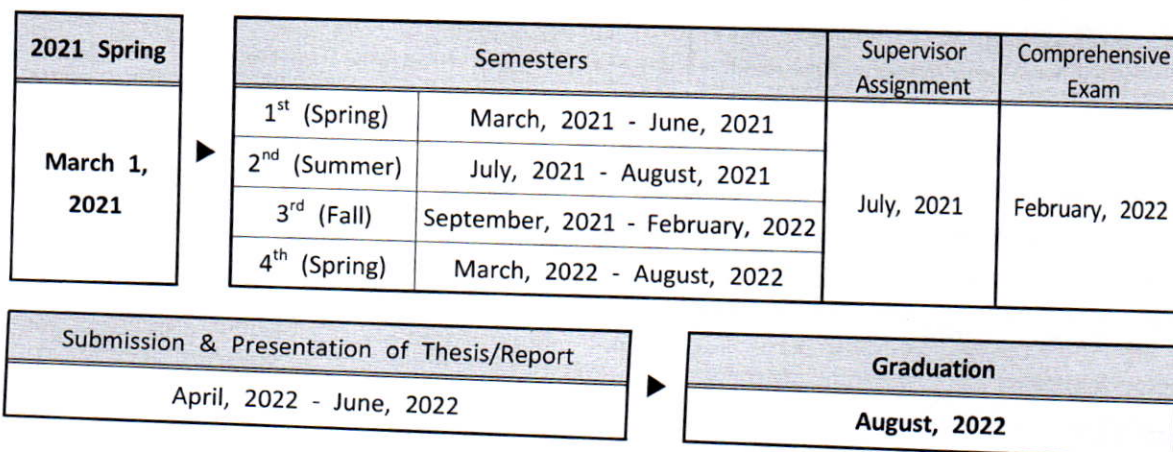 2021 Spring
March 1,
2021
▶
Semesters
Supervisor
Assignment
Comprehensive
Exam
1st (Spring)
March, 2021 - June, 2021
2nd (Summer)
July, 2021 - August, 2021
3rd (Fall)
September, 2021 - February, 2022
4th (Spring)
March, 2022 - August, 2022
July, 2021
February, 2022
Submission & Presentation of Thesis/Report
April, 2022 - June, 2022
▶
Graduation
August, 2022